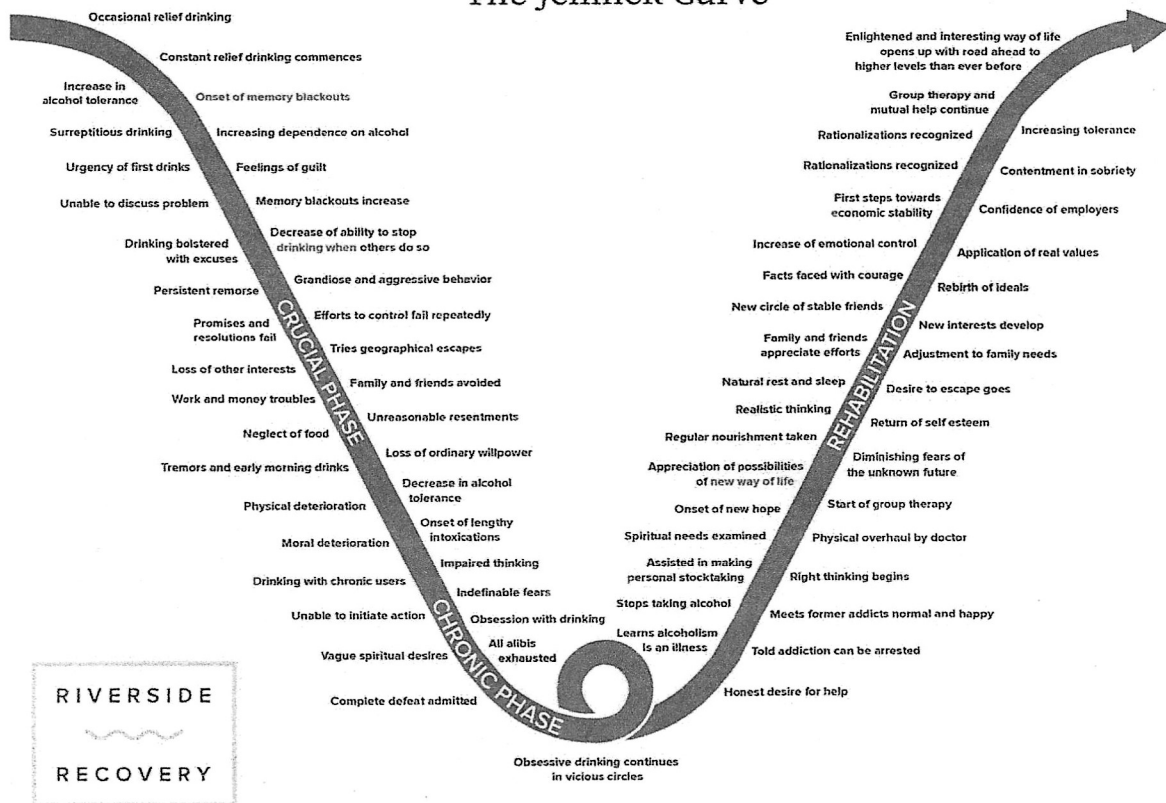 The Jellinek Curve
Occasional relief drinking
Constant relief drinking commences
Increase in
alcohol tolerance
Onset of memory blackouts
Surreptitious drinking
Increasing dependence on alcohol
Urgency of first drinks
Feelings of guilt
Unable to discuss problem
Memory blackouts increase
Decrease of ability to stop
drinking when others do so
Drinking bolstered
with excuses
Grandiose and aggressive behavior
Persistent remorse
Efforts to control fail repeatedly
Promises and
resolutions fail
Tries geographical escapes
Loss of other interests
Family and friends avoided
Work and money troubles
Unreasonable resentments
Neglect of food
Loss of ordinary willpower
Tremors and early morning drinks
Decrease in alcohol
tolerance
Physical deterioration
Onset of lengthy
intoxications
Moral deterioration
Impaired thinking
Drinking with chronic users
Indefinable fears
Unable to initiate action
Obsession with drinking
Vague spiritual desires
All alibis
exhausted
Complete defeat admitted
CRUCIAL PHASE
CHRONIC PHASE
Obsessive drinking continues
in vicious circles
REHABILITATION
Enlightened and interesting way of life
opens up with road ahead to
higher levels than ever before
Group therapy and
mutual help continue
Increasing tolerance
Rationalizations recognized
Rationalizations recognized
Contentment in sobriety
First steps towards
economic stability
Confidence of employers
Increase of emotional control
Application of real values
Facts faced with courage
Rebirth of ideals
New circle of stable friends
New interests develop
Family and friends
appreciate efforts
Adjustment to family needs
Natural rest and sleep
Desire to escape goes
Realistic thinking
Return of self esteem
Regular nourishment taken
Diminishing fears of
the unknown future
Appreciation of possibilities
of new way of life
Start of group therapy
Onset of new hope
Physical overhaul by doctor
Spiritual needs examined
Assisted in making
personal stocktaking
Right thinking begins
Stops taking alcohol
Meets former addicts normal and happy
Learns alcoholism
is an illness
Told addiction can be arrested
Honest desire for help
RIVERSIDE
RECOVERY